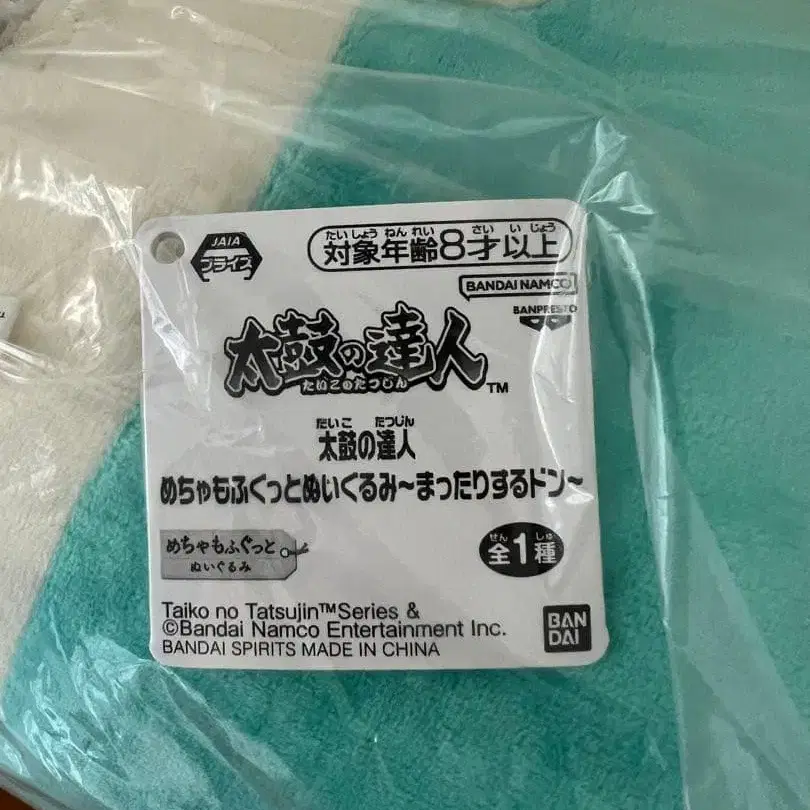 JAIA
プライズ
たいしょうねんれい さい いじょう
対象年齢8才以上
BANDAI NAMCO
BANPRESTO
太鼓の達人
たいこのたつじん
TM
たいこ たつじん
太鼓の達人
めちゃもふぐっとぬいぐるみ~まったりするドン~
めちゃもふぐっと
ぬいぐるみ
ぜん しゅ
全1種
Taiko no Tatsujin™Series &
©Bandai Namco Entertainment Inc.
BANDAI SPIRITS MADE IN CHINA
BAN
DAI